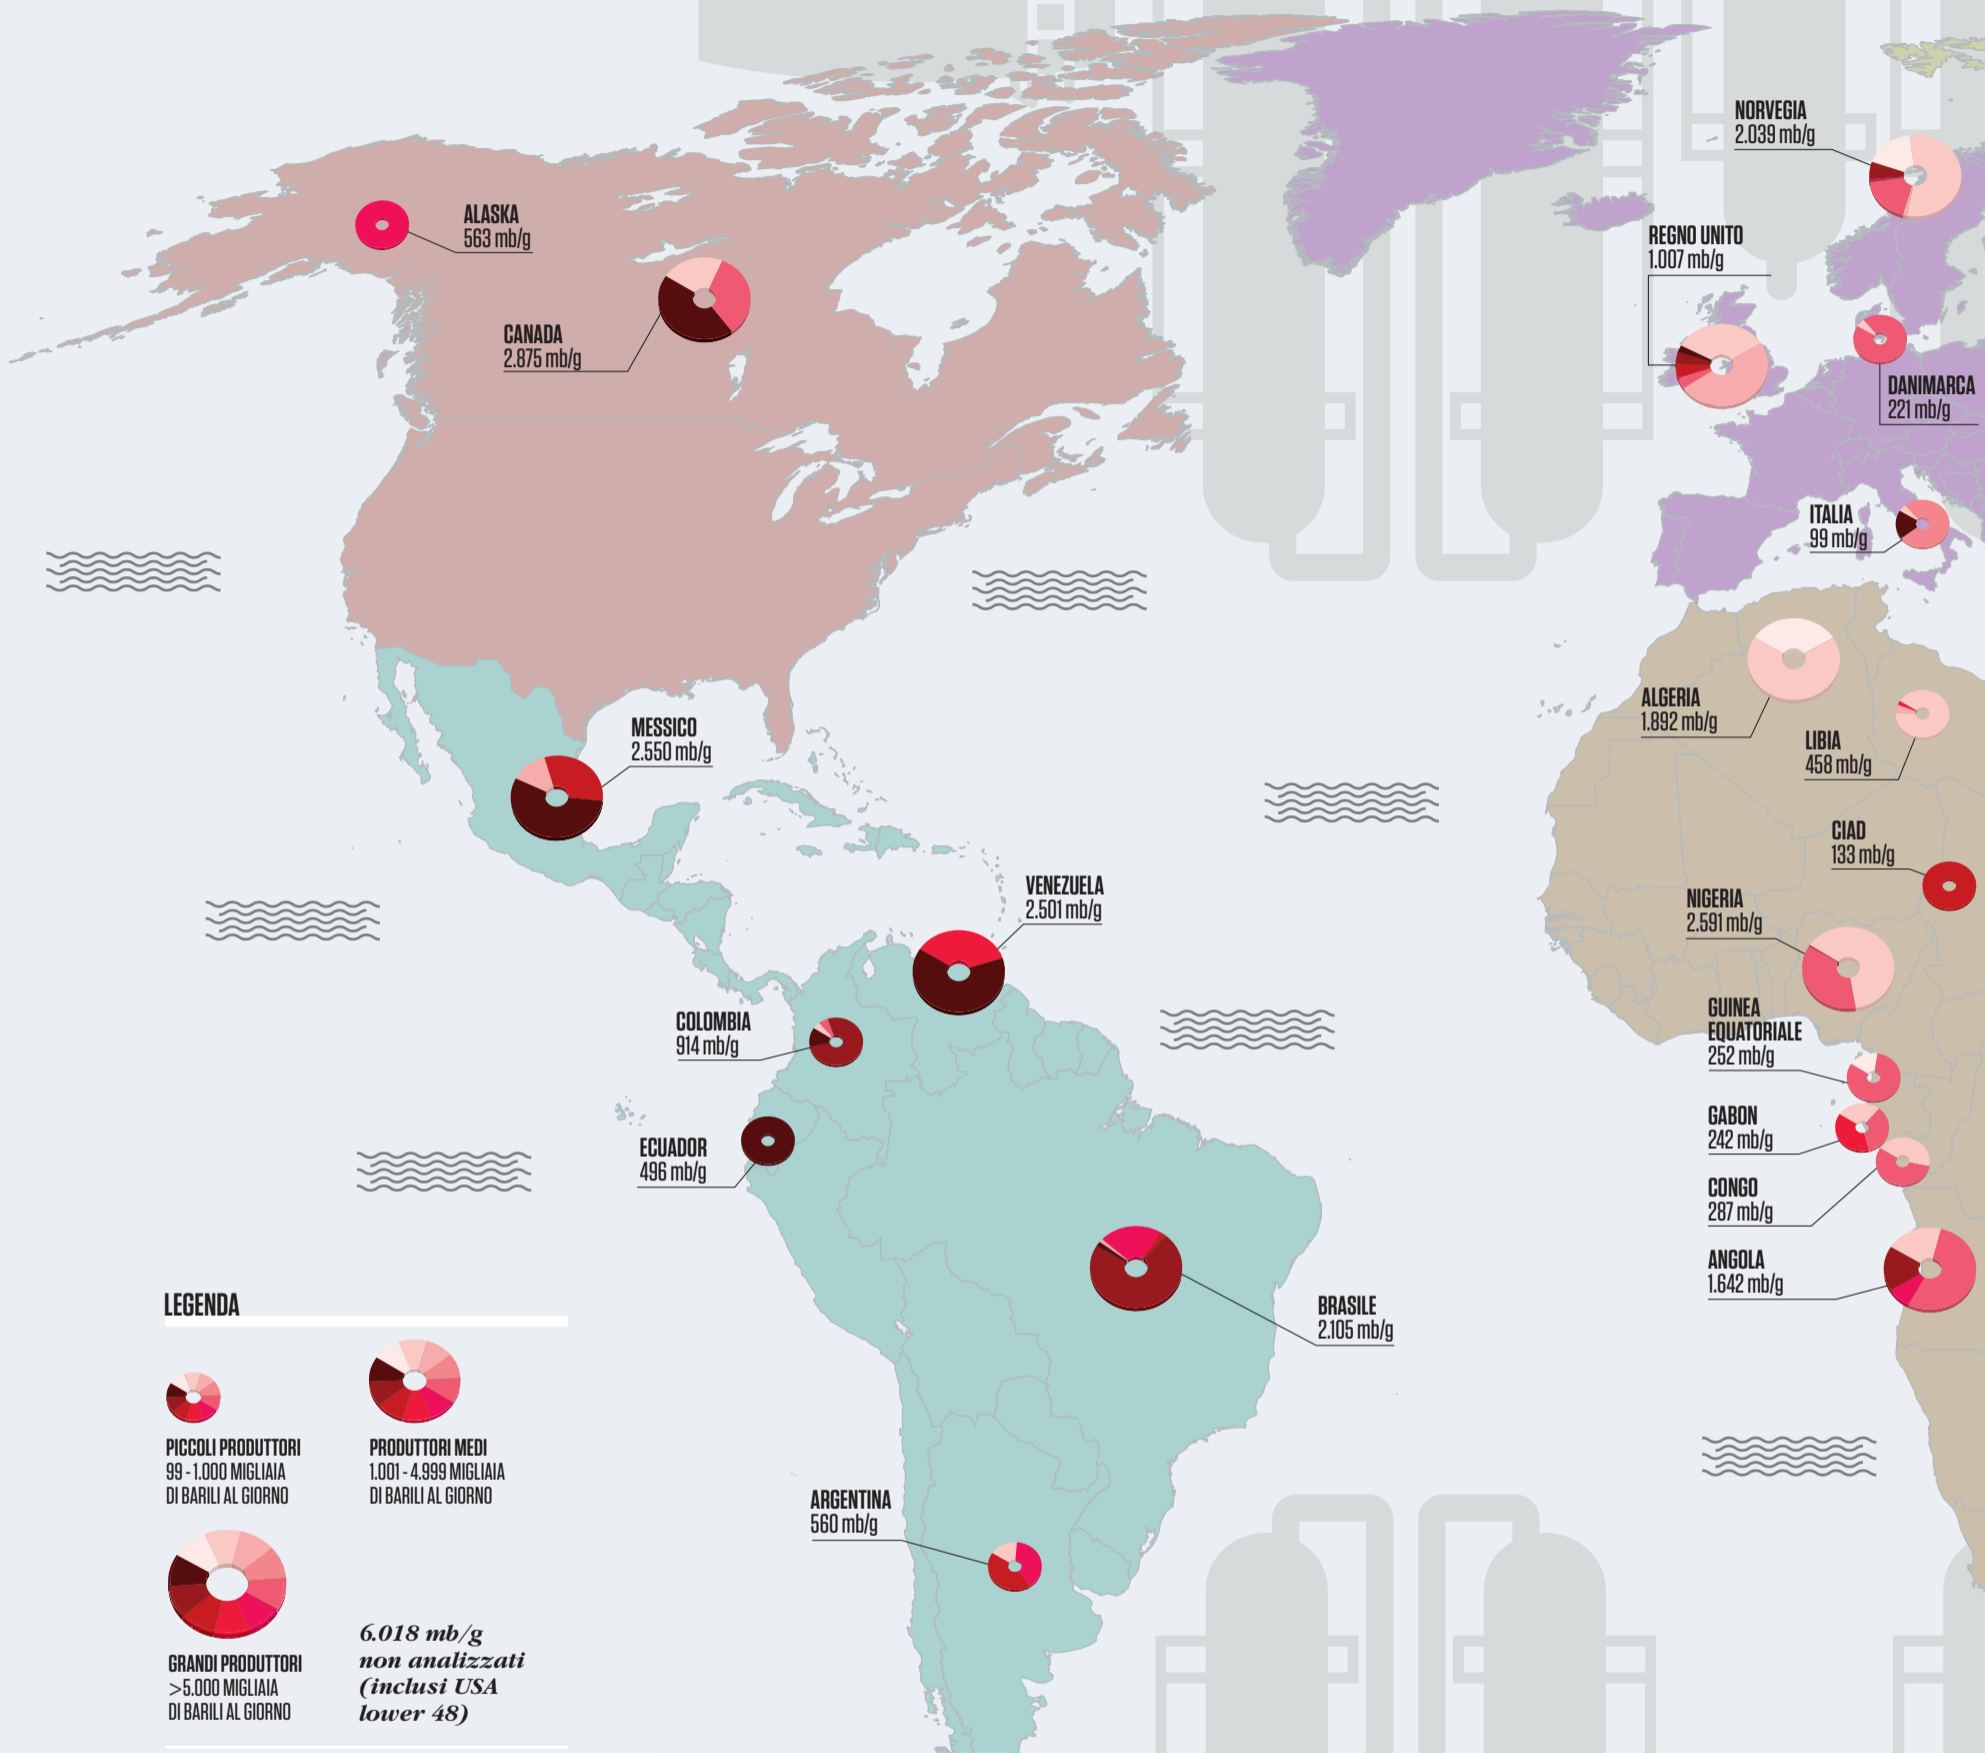 NORVEGIA
2.039 mb/g
ALASKA
563 mb/g
REGNO UNITO
1.007 mb/g
CANADA
2.875 mb/g
DANIMARCA
221 mb/g
ITALIA
99 mb/g
ALGERIA
1.892 mb/g
MESSICO
2.550 mb/g
LIBIA
458 mb/g
CIAD
133 mb/g
VENEZUELA
2.501 mb/g
NIGERIA
2.591 mb/g
COLOMBIA
914 mb/g
GUINEA
EQUATORIALE
252 mb/g
GABON
242 mb/g
ECUADOR
496 mb/g
CONGO
287 mb/g
ANGOLA
1.642 mb/g
BRASILE
2.105 mb/g
ARGENTINA
560 mb/g
LEGENDA
PICCOLI PRODUTTORI
99 - 1.000 MIGLIAIA
DI BARILI AL GIORNO
PRODUTTORI MEDI
1.001 - 4.999 MIGLIAIA
DI BARILI AL GIORNO
GRANDI PRODUTTORI
>5.000 MIGLIAIA
DI BARILI AL GIORNO
6.018 mb/g
non analizzati
(inclusi USA
lower 48)